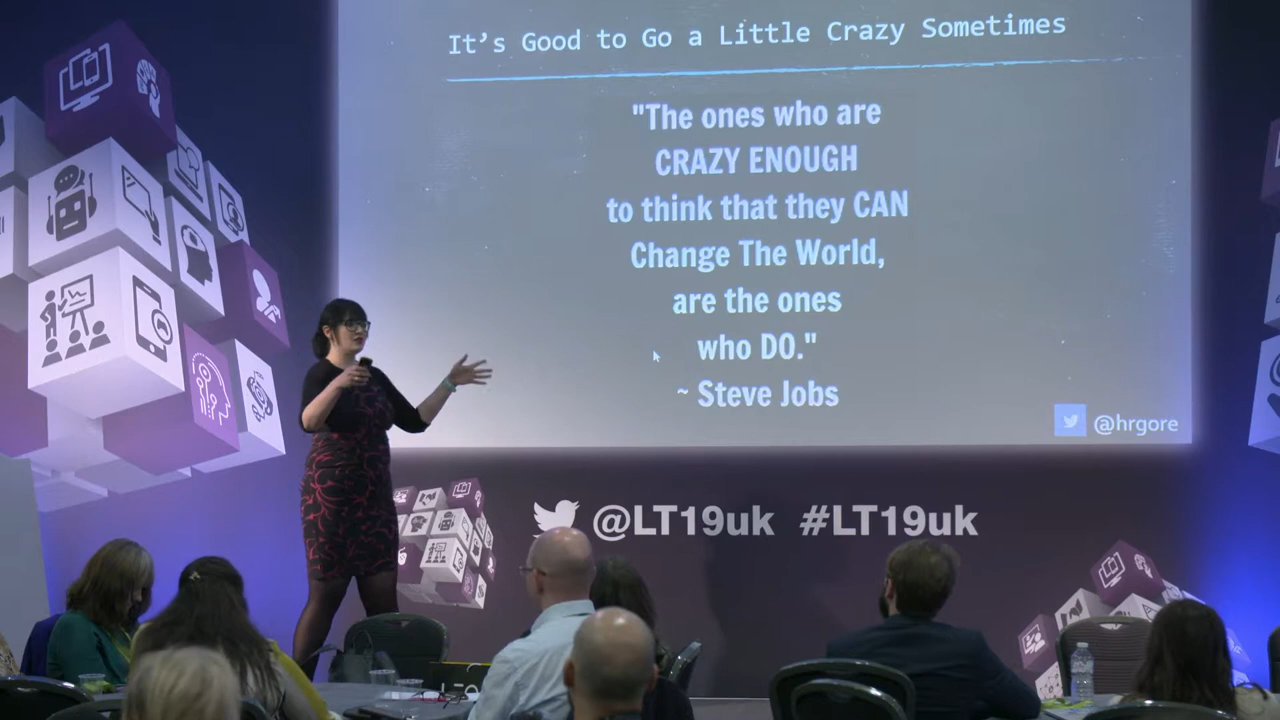 It's Good to Go a Little Crazy Sometimes
"The ones who are
CRAZY ENOUGH
to think that they CAN
Change The World,
are the ones
who DO."
~ Steve Jobs
@hrgore
@LT19uk #LT19uk